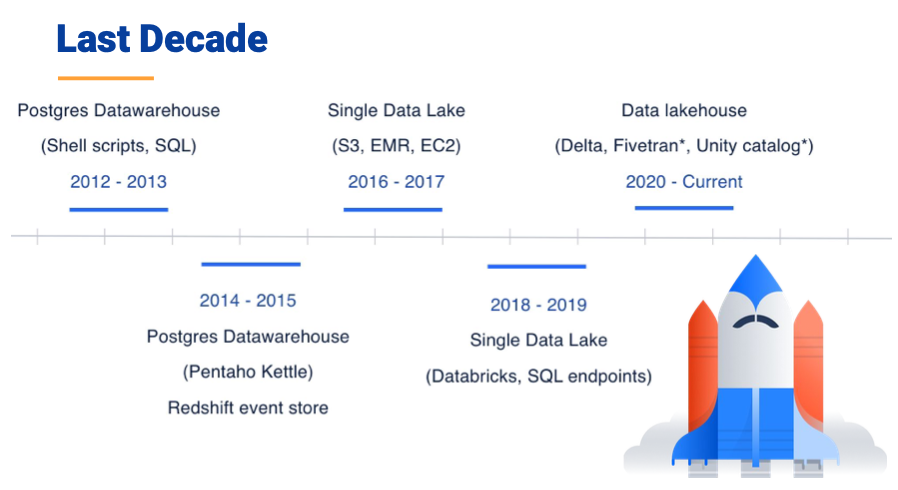 Last Decade
Postgres Datawarehouse
(Shell scripts, SQL)
2012 - 2013
2014 - 2015
Postgres Datawarehouse
(Pentaho Kettle)
Redshift event store
Single Data Lake
(S3, EMR, EC2)
2016 - 2017
2018 - 2019
Single Data Lake
(Databricks, SQL endpoints)
Data lakehouse
(Delta, Fivetran*, Unity catalog*)
2020 - Current